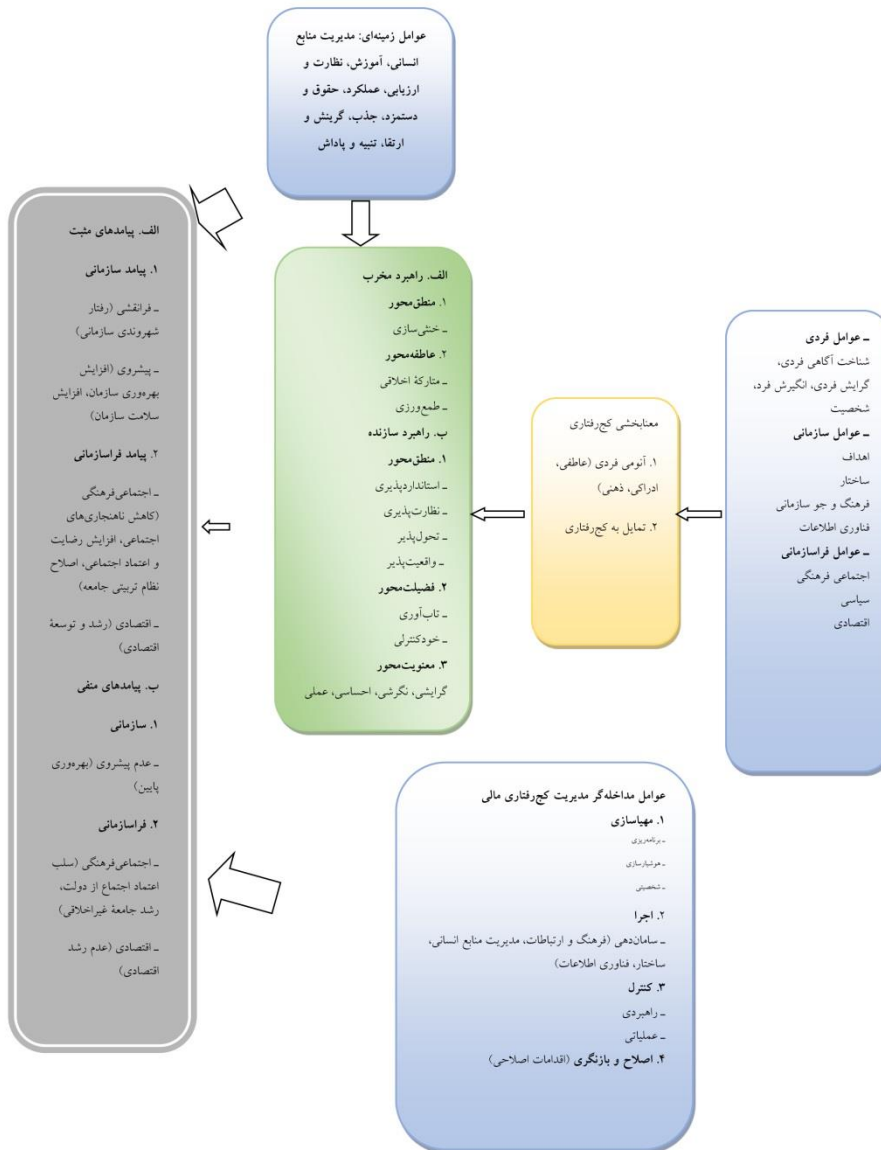 عوامل زمینه‌ای: مدیریت منابع
انسانی، آموزش، نظارت و
ارزیابی، عملکرد، حقوق و
دستمزد، جذب، گزینش و
ارتقا، تنبیه و پاداش
ـ عوامل فردی
شناخت آگاهی فردی،
گرایش فردی، انگیزش فرد،
شخصیت
ـ عوامل سازمانی
اهداف
ساختار
فرهنگ و جو سازمانی
فناوری اطلاعات
ـ عوامل فراسازمانی
اجتماعی فرهنگی
سیاسی
اقتصادی
معنابخشی کج‌رفتاری
۱. آنومی فردی (عاطفی،
ادراکی، ذهنی)
۲. تمایل به کج‌رفتاری
الف. راهبرد مخرب
۱. منطق‌محور
ـ خنثی‌سازی
۲. عاطفه‌محور
ـ متارکۀ اخلاقی
ـ طمع‌ورزی
ب. راهبرد سازنده
۱. منطق‌محور
ـ استانداردپذیری
ـ نظارت‌پذیری
ـ تحول‌پذیر
ـ واقعیت‌پذیر
۲. فضیلت‌محور
ـ تاب‌آوری
ـ خودکنترلی
۳. معنویت‌محور
گرایشی، نگرشی، احساسی، عملی
الف. پیامدهای مثبت
۱. پیامد سازمانی
ـ فرانقشی (رفتار
شهروندی سازمانی)
ـ پیشروی (افزایش
بهره‌وری سازمان، افزایش
سلامت سازمان)
۲. پیامد فراسازمانی
ـ اجتماعی‌فرهنگی
(کاهش ناهنجاری‌های
اجتماعی، افزایش رضایت
و اعتماد اجتماعی، اصلاح
نظام تربیتی جامعه)
ـ اقتصادی (رشد و توسعۀ
اقتصادی)
ب. پیامدهای منفی
۱. سازمانی
ـ عدم پیشروی (بهره‌وری
پایین)
۲. فراسازمانی
ـ اجتماعی‌فرهنگی (سلب
اعتماد اجتماع از دولت،
رشد جامعۀ غیراخلاقی)
ـ اقتصادی (عدم رشد
اقتصادی)
عوامل مداخله‌گر مدیریت کج‌رفتاری مالی
۱. مهیاسازی
ـ برنامه‌ریزی
ـ هوشیارسازی
ـ شخصیتی
۲. اجرا
ـ سامان‌دهی (فرهنگ و ارتباطات، مدیریت منابع انسانی،
ساختار، فناوری اطلاعات)
۳. کنترل
ـ راهبردی
ـ عملیاتی
۴. اصلاح و بازنگری (اقدامات اصلاحی)